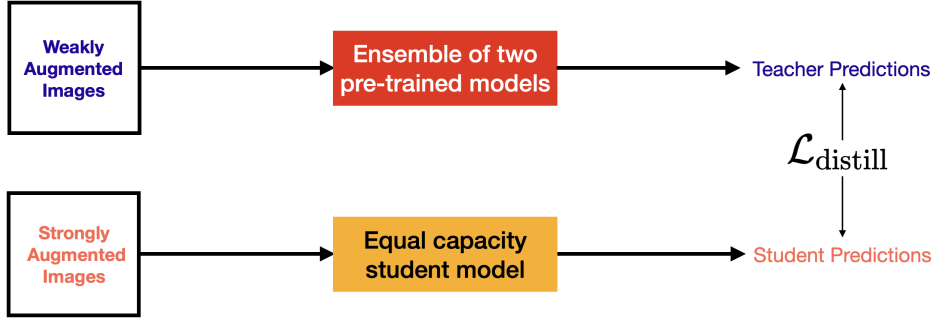 Weakly
Augmented
Images
Ensemble of two
pre-trained models
Teacher Predictions
ℒdistill
Strongly
Augmented
Images
Equal capacity
student model
Student Predictions